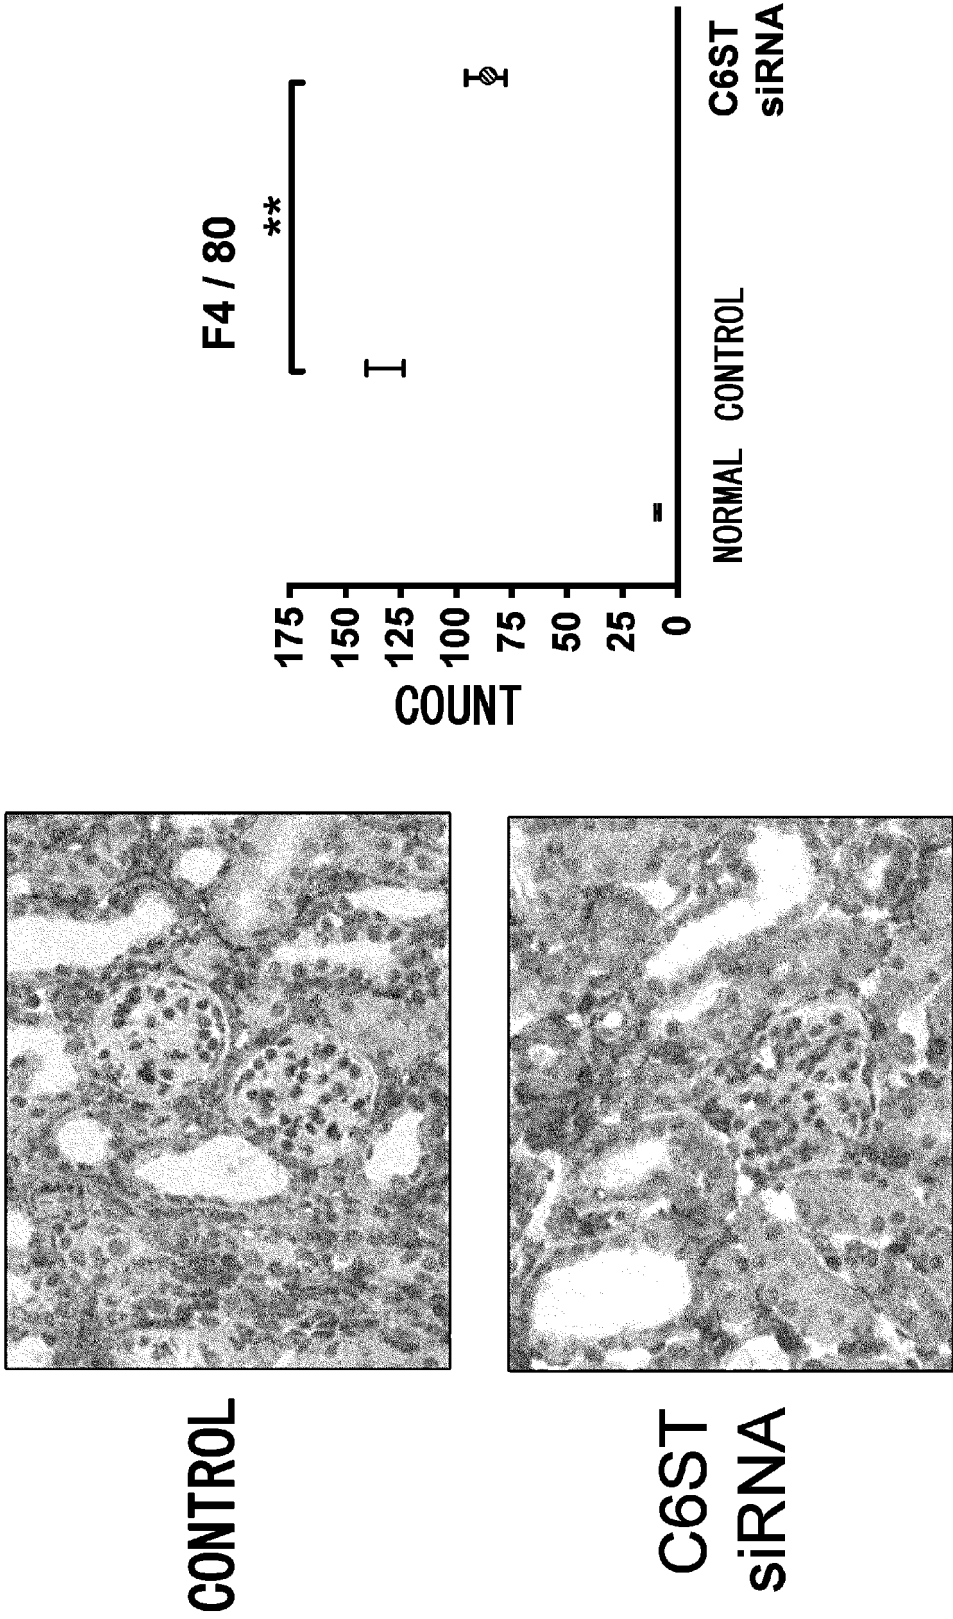 CONTROL
C6ST
siRNA
F4 / 80
**
COUNT
175
150
125
100
75
50
25
0
NORMAL CONTROL
C6ST
siRNA